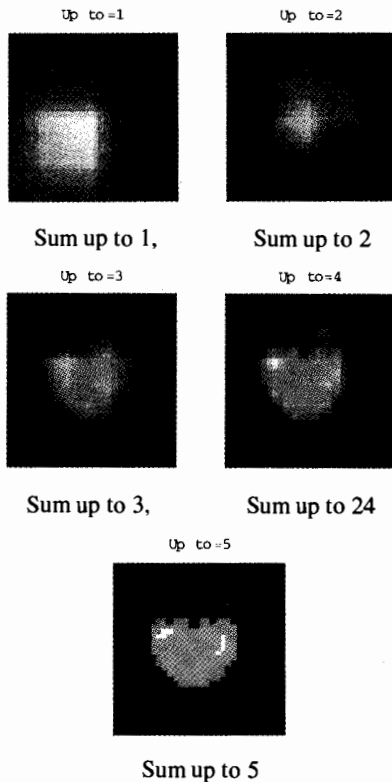 Up to=1
Up to=2
Sum up to 1,
Sum up to 2
Up to=3
Up to=4
Sum up to 3,
Sum up to 24
Up to=5
Sum up to 5